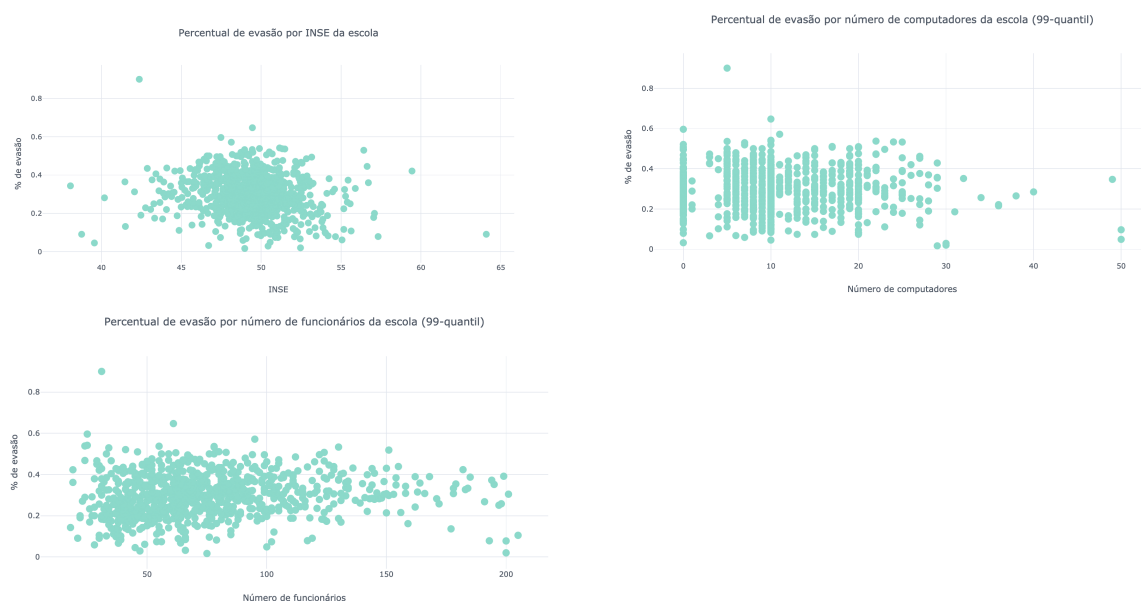 Percentual de evasão por INSE da escola
% de evasão
0.8
0.6
0.4
0.2
0
40 45 50 55 60 65
INSE
Percentual de evasão por número de computadores da escola (99-quantil)
% de evasão
0.8
0.6
0.4
0.2
0
0 10 20 30 40 50
Número de computadores
Percentual de evasão por número de funcionários da escola (99-quantil)
% de evasão
0.8
0.6
0.4
0.2
0
50 100 150 200
Número de funcionários